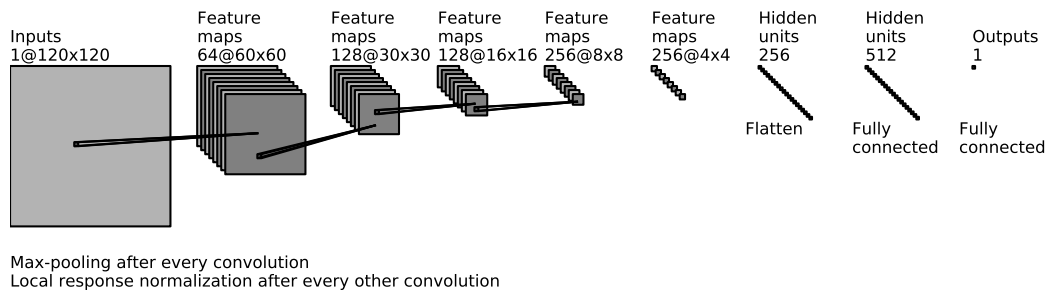 Inputs
1@120x120
Feature
maps
64@60x60
Feature
maps
128@30x30
Feature
maps
128@16x16
Feature
maps
256@8x8
Feature
maps
256@4x4
Hidden
units
256
Hidden
units
512
Outputs
1
Flatten
Fully
connected
Fully
connected
Max-pooling after every convolution
Local response normalization after every other convolution